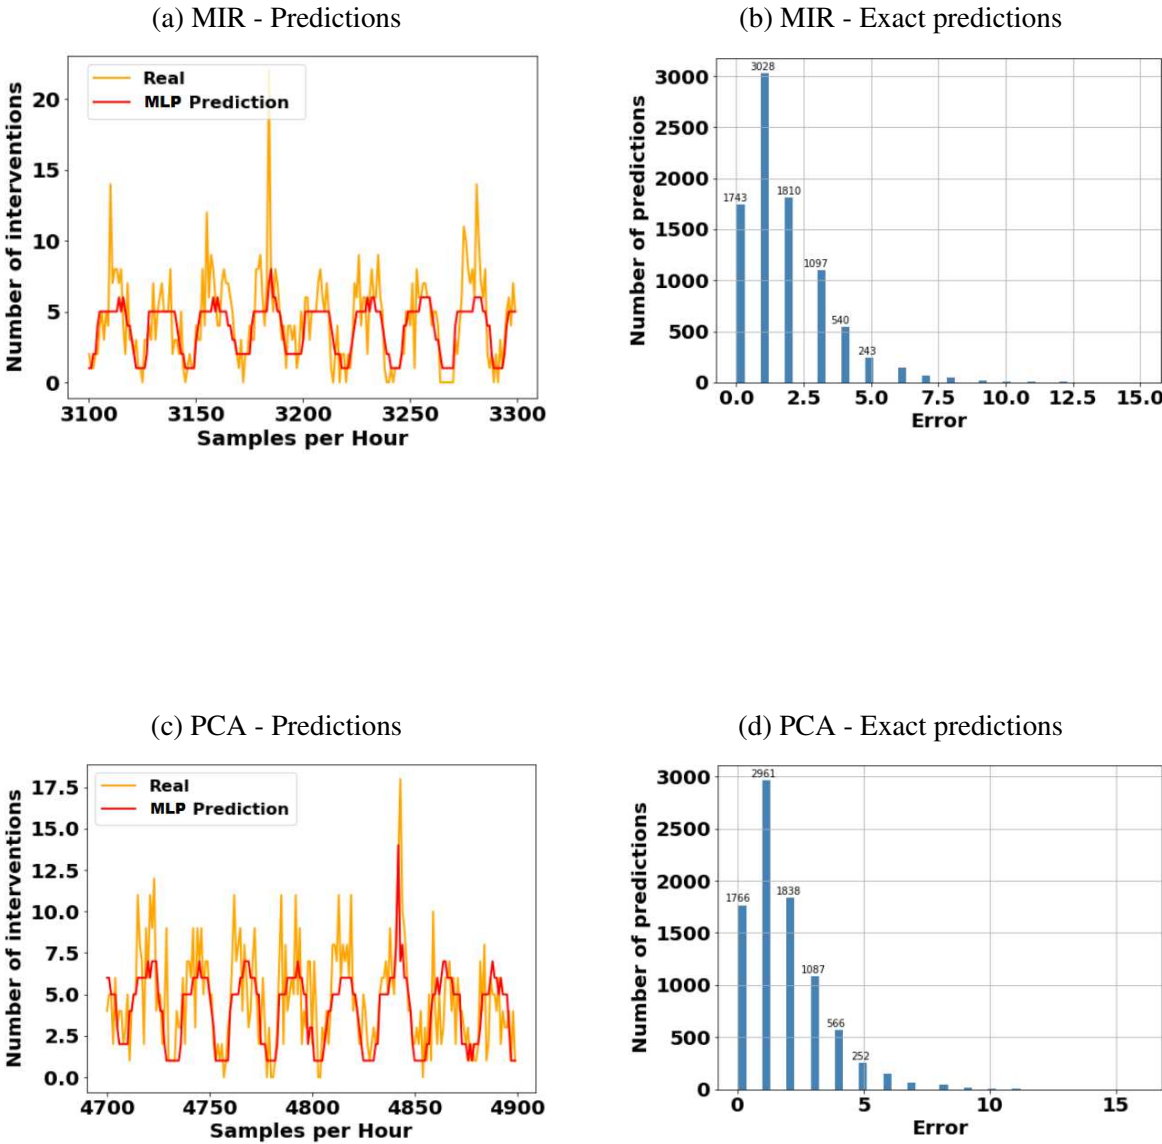 (a) MIR - Predictions
Number of interventions
20
15
10
5
0
Real
MLP Prediction
3100 3150 3200 3250 3300
Samples per Hour
(b) MIR - Exact predictions
Number of predictions
3000
2500
2000
1500
1000
500
0
1743
3028
1810
1097
540
243
0.0 2.5 5.0 7.5 10.0 12.5 15.0
Error
(c) PCA - Predictions
Number of interventions
17.5
15.0
12.5
10.0
7.5
5.0
2.5
0.0
Real
MLP Prediction
4700 4750 4800 4850 4900
Samples per Hour
(d) PCA - Exact predictions
Number of predictions
3000
2500
2000
1500
1000
500
0
1766
2961
1838
1087
566
252
0 5 10 15
Error